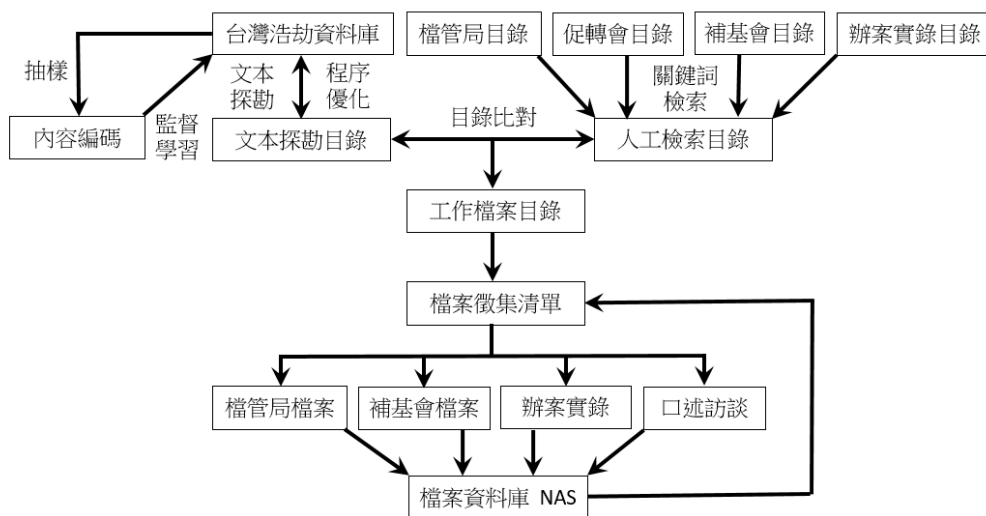 台灣浩劫資料庫
檔管局目錄
促轉會目錄
補基會目錄
辦案實錄目錄
抽樣
文本
探勘
程序
優化
關鍵詞
檢索
內容編碼
監督
學習
文本探勘目錄
目錄比對
人工檢索目錄
工作檔案目錄
檔案徵集清單
檔管局檔案
補基會檔案
辦案實錄
口述訪談
檔案資料庫 NAS